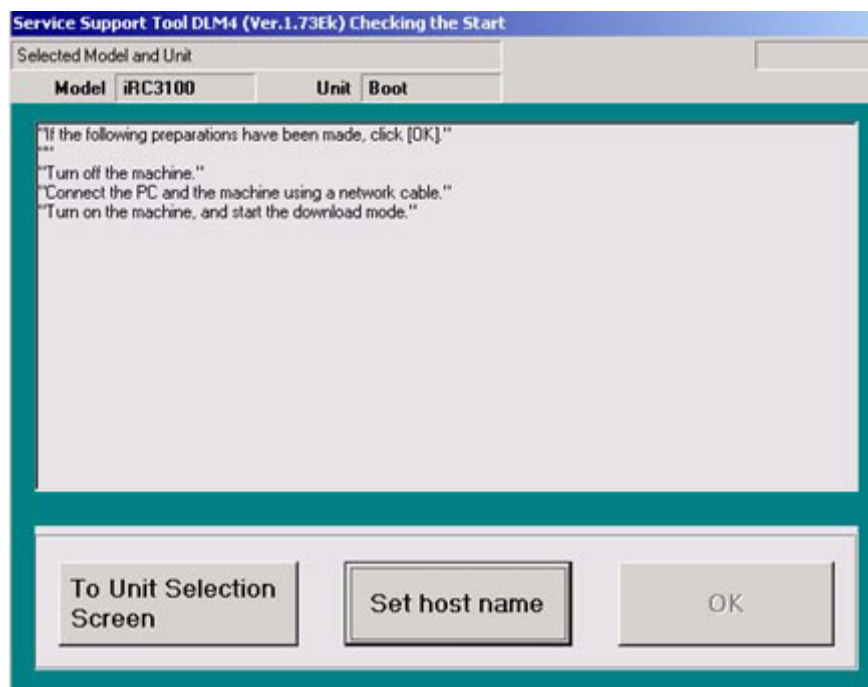 Service Support Tool DLM4 (Ver.1.73Ek) Checking the Start
Selected Model and Unit
Model iRC3100 Unit Boot
"If the following preparations have been made, click [OK]."
""
"Turn off the machine."
"Connect the PC and the machine using a network cable."
"Turn on the machine, and start the download mode."
To Unit Selection
Screen
Set host name
OK